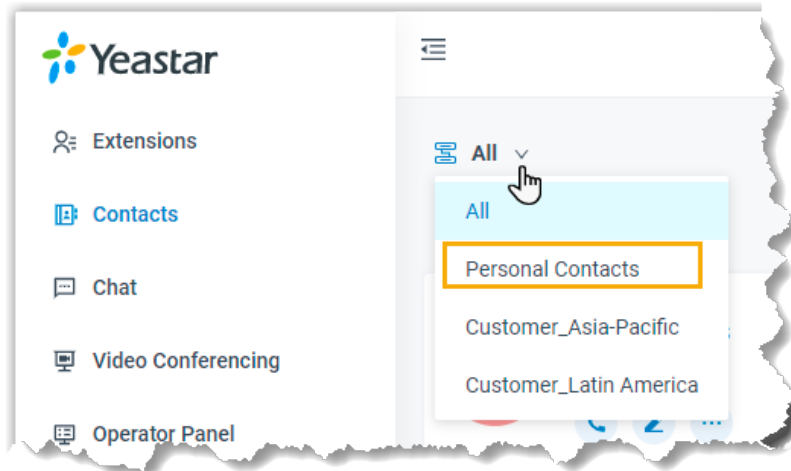 Yeastar
Extensions
Contacts
Chat
Video Conferencing
Operator Panel
All
All
Personal Contacts
Customer_Asia-Pacific
Customer_Latin America